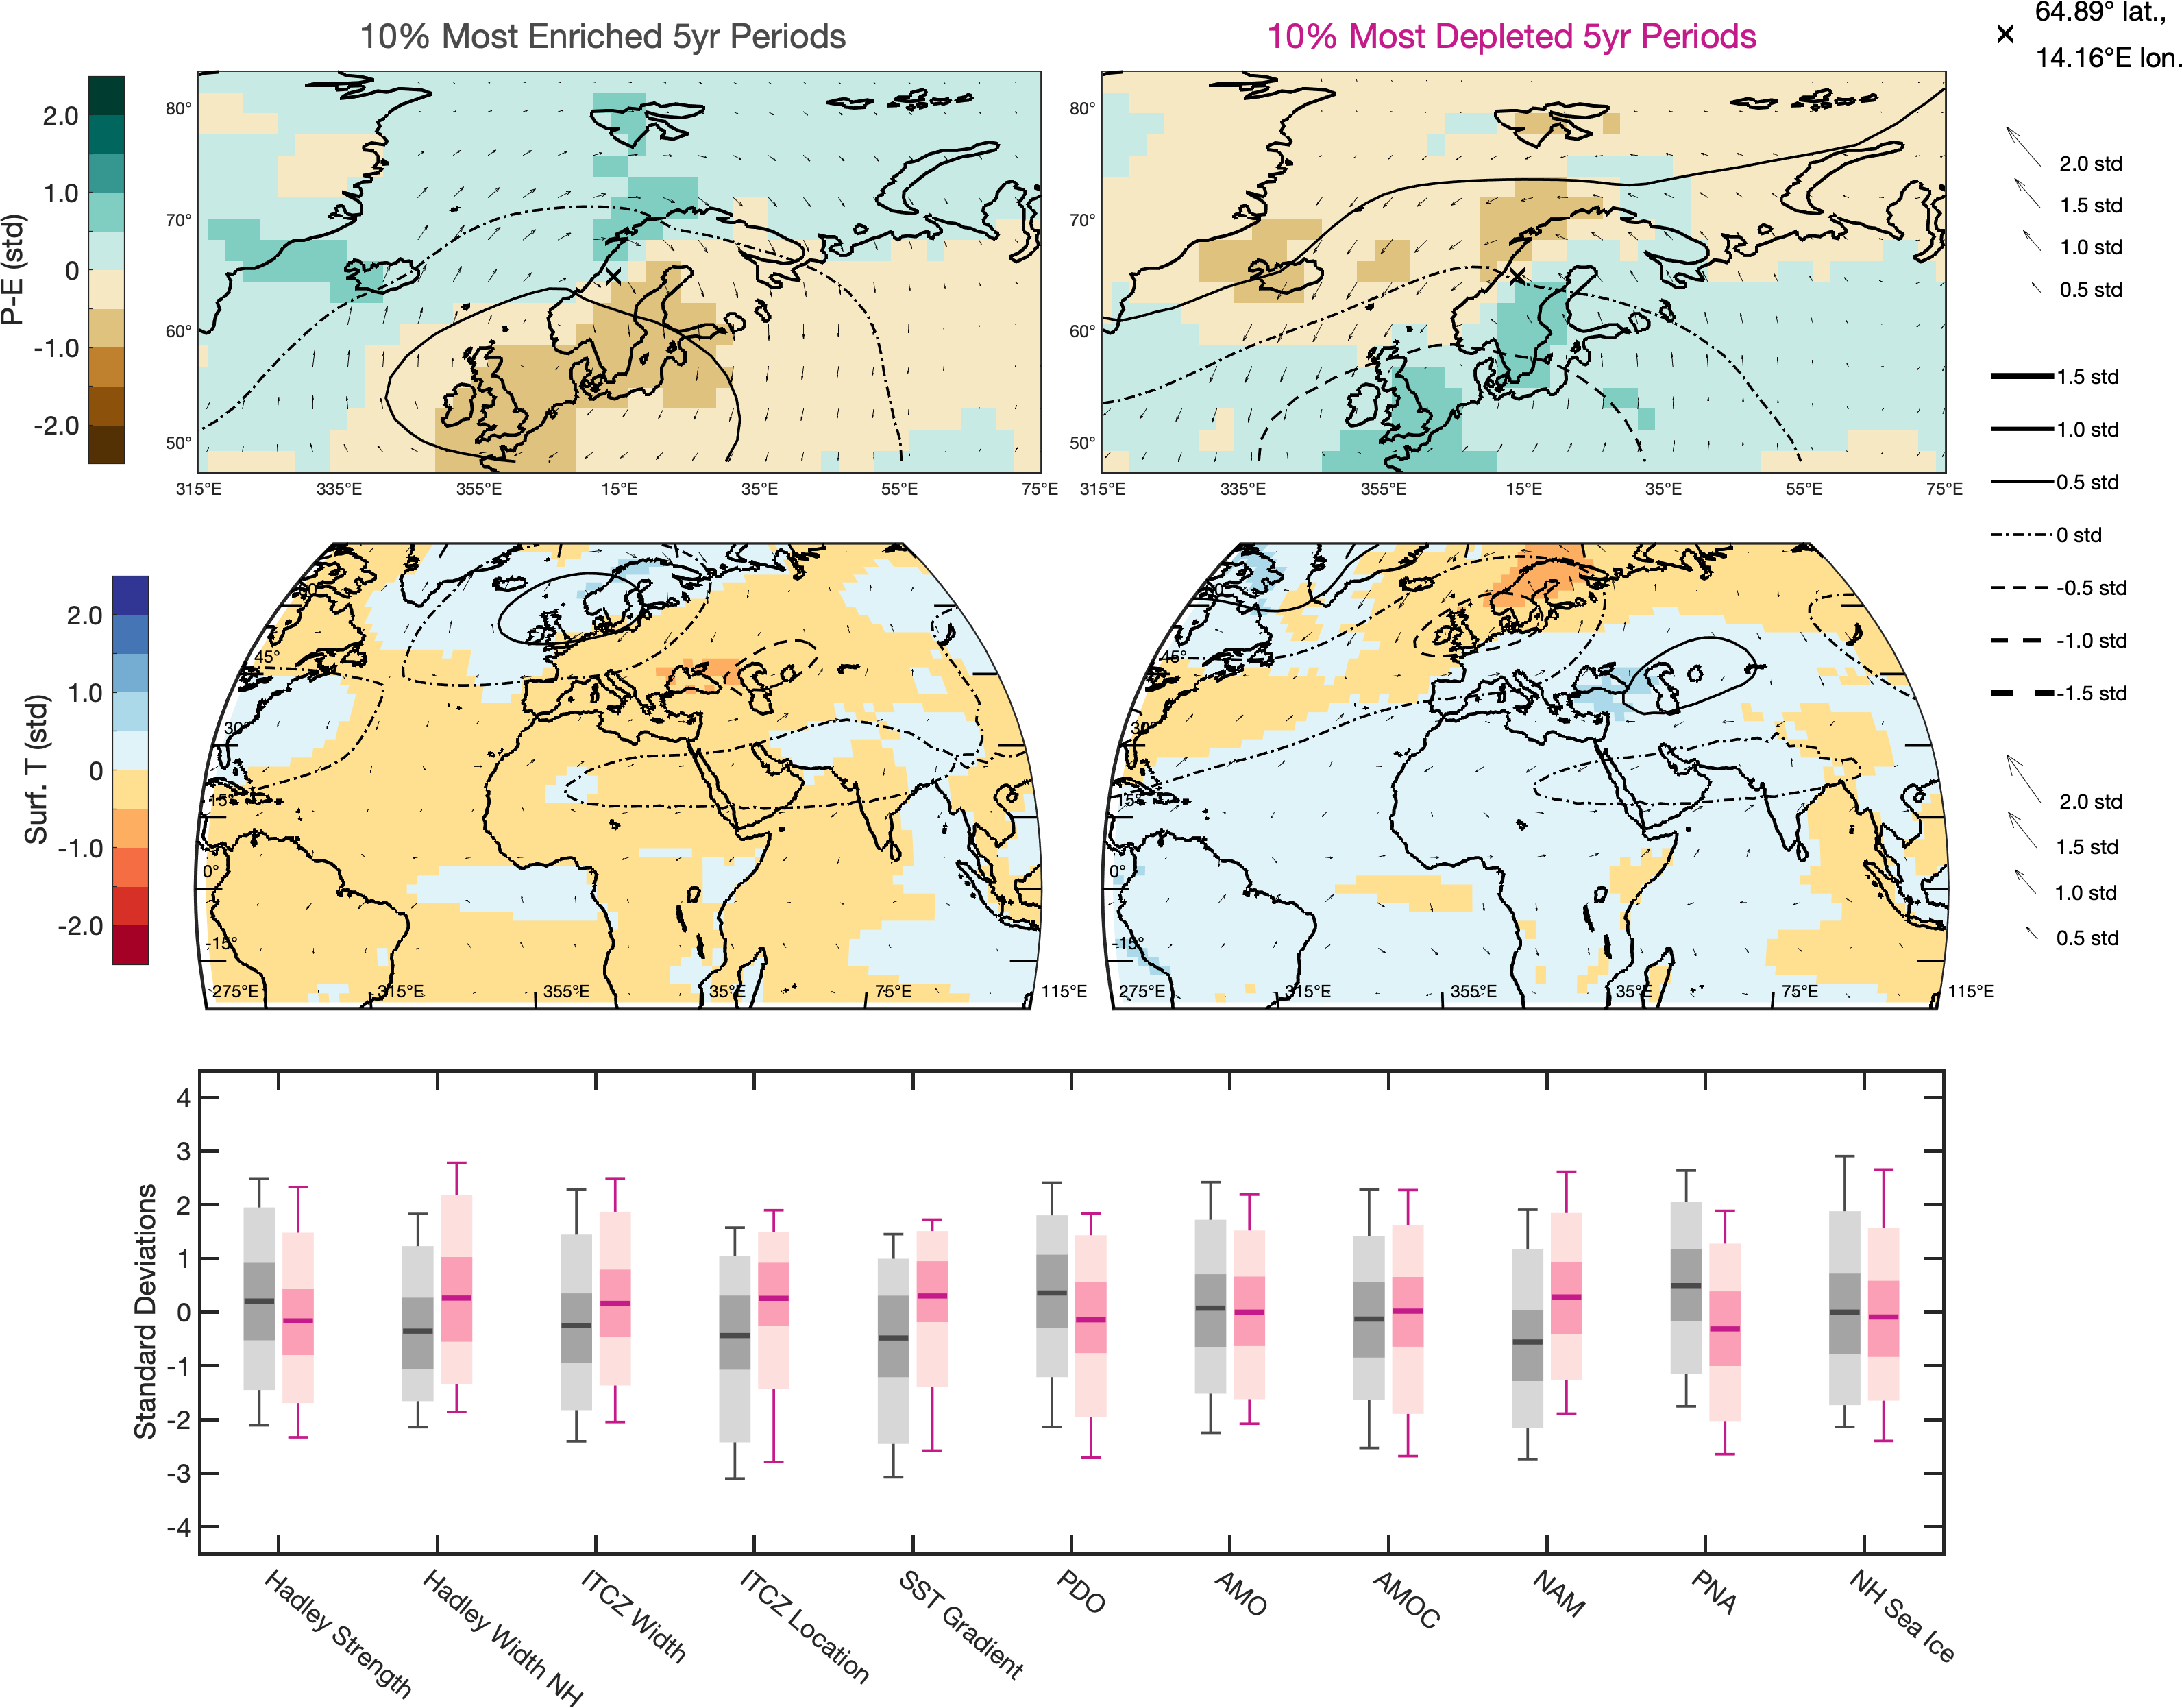 10% Most Enriched 5yr Periods
10% Most Depleted 5yr Periods
64.89° lat.,
14.16°E lon.
P-E (std)
2.0
1.0
0
-1.0
-2.0
80°
70°
60°
50°
315°E 335°E 355°E 15°E 35°E 55°E 75°E
80°
70°
60°
50°
315°E 335°E 355°E 15°E 35°E 55°E 75°E
2.0 std
1.5 std
1.0 std
0.5 std
1.5 std
1.0 std
0.5 std
0 std
-0.5 std
-1.0 std
-1.5 std
2.0 std
1.5 std
1.0 std
0.5 std
Surf. T (std)
2.0
1.0
0
-1.0
-2.0
45°
30°
15°
0°
-15°
275°E 315°E 355°E 35°E 75°E 115°E
45°
30°
15°
0°
-15°
275°E 315°E 355°E 35°E 75°E 115°E
Standard Deviations
4
3
2
1
0
-1
-2
-3
-4
Hadley Strength
Hadley Width NH
ITCZ Width
ITCZ Location
SST Gradient
PDO
AMO
AMOC
NAM
PNA
NH Sea Ice